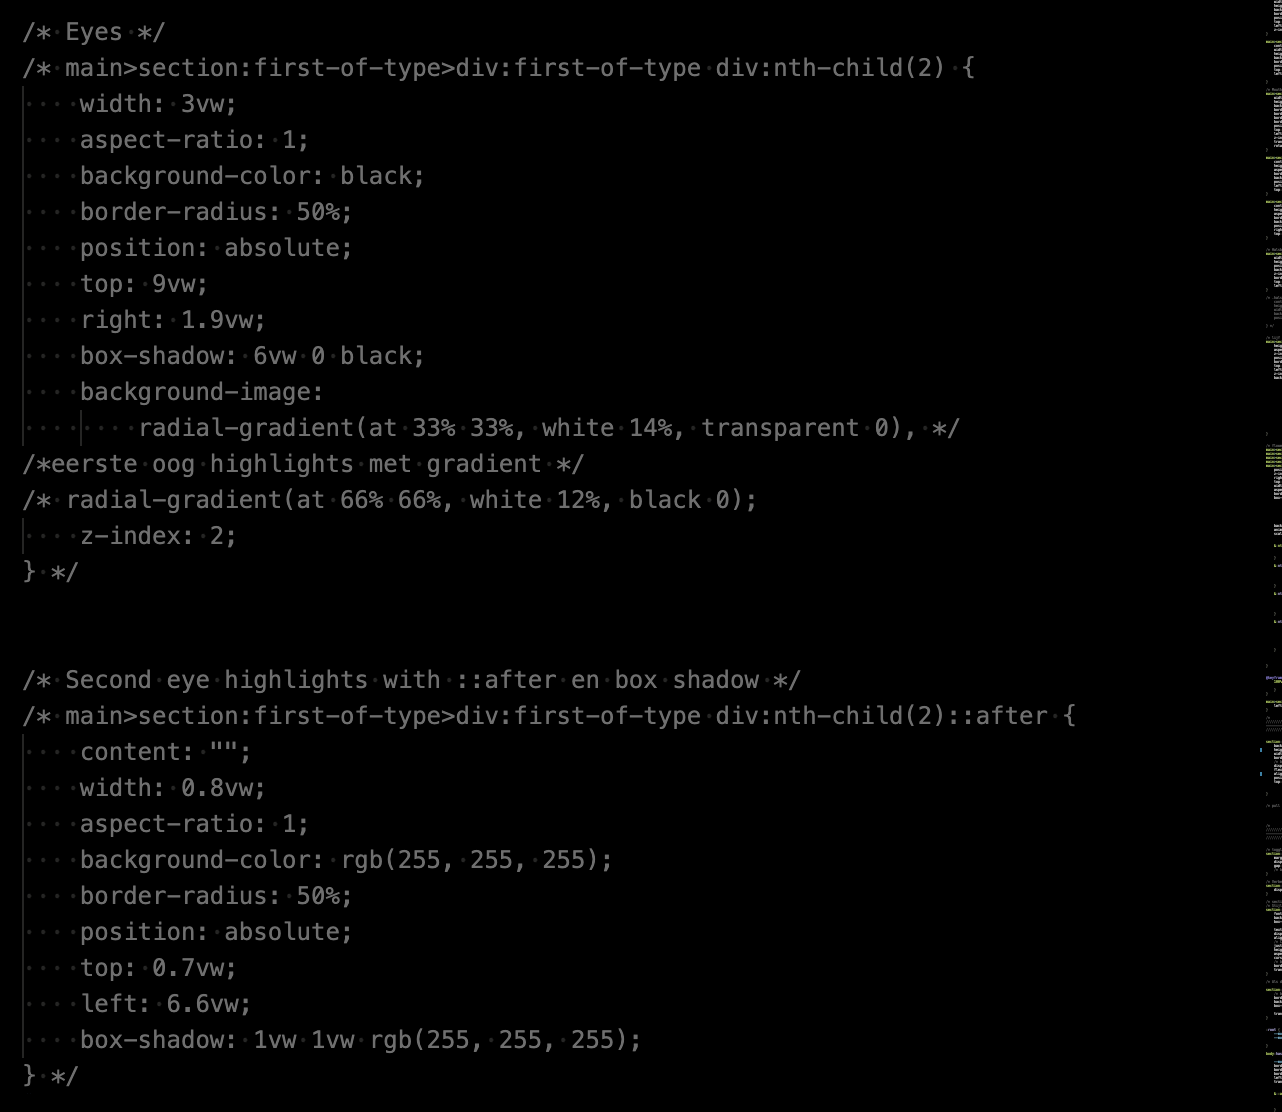 /* Eyes */
/* main>section:first-of-type>div:first-of-type div:nth-child(2) {
    width: 3vw;
    aspect-ratio: 1;
    background-color: black;
    border-radius: 50%;
    position: absolute;
    top: 9vw;
    right: 1.9vw;
    box-shadow: 6vw 0 black;
    background-image:
        radial-gradient(at 33% 33%, white 14%, transparent 0), */
/*eerste oog highlights met gradient */
/* radial-gradient(at 66% 66%, white 12%, black 0);
    z-index: 2;
} */
/* Second eye highlights with ::after en box shadow */
/* main>section:first-of-type>div:first-of-type div:nth-child(2)::after {
    content: "";
    width: 0.8vw;
    aspect-ratio: 1;
    background-color: rgb(255, 255, 255);
    border-radius: 50%;
    position: absolute;
    top: 0.7vw;
    left: 6.6vw;
    box-shadow: 1vw 1vw rgb(255, 255, 255);
} */